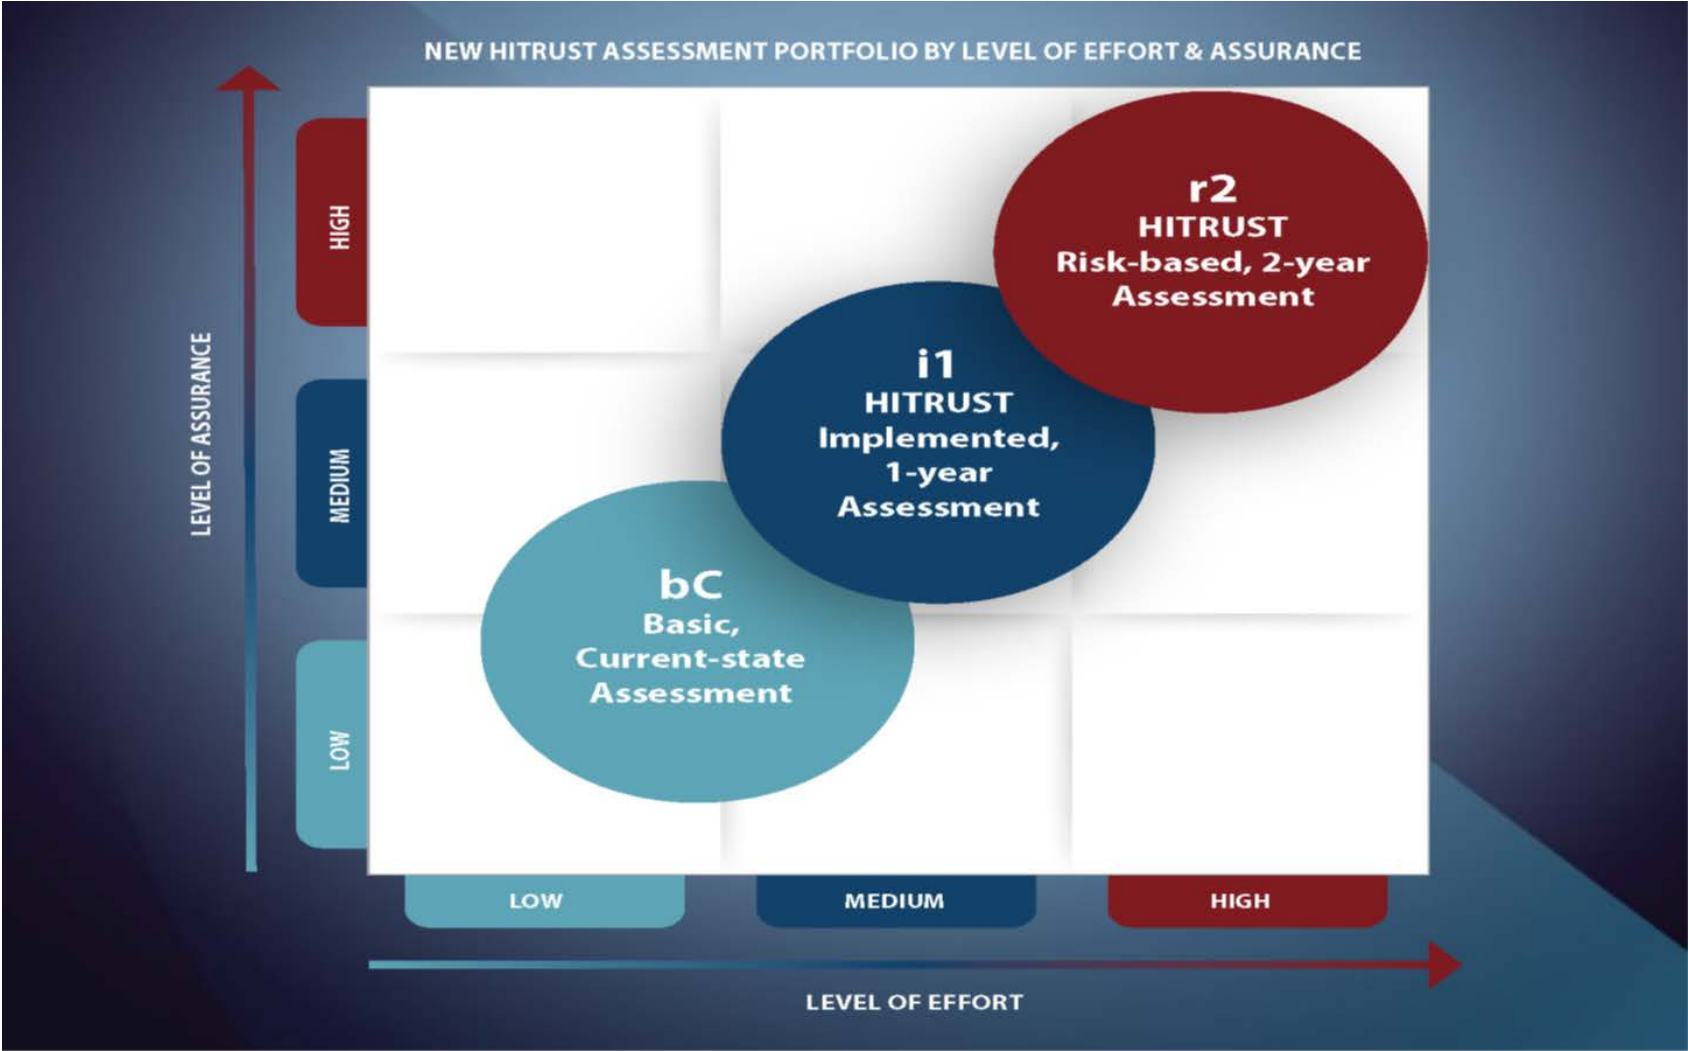 NEW HITRUST ASSESSMENT PORTFOLIO BY LEVEL OF EFFORT & ASSURANCE
LEVEL OF ASSURANCE
HIGH
MEDIUM
LOW
r2
HITRUST
Risk-based, 2-year
Assessment
i1
HITRUST
Implemented,
1-year
Assessment
bC
Basic,
Current-state
Assessment
LOW
MEDIUM
HIGH
LEVEL OF EFFORT